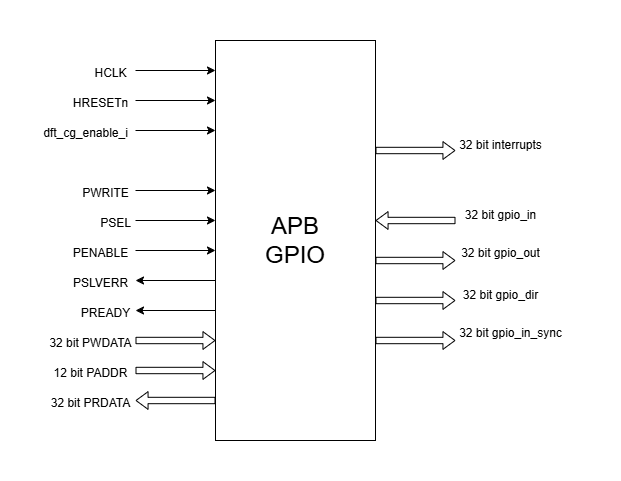 HCLK
HRESETn
dft_cg_enable_i
PWRITE
PSEL
PENABLE
PSLVERR
PREADY
32 bit PWDATA
12 bit PADDR
32 bit PRDATA
APB
GPIO
32 bit interrupts
32 bit gpio_in
32 bit gpio_out
32 bit gpio_dir
32 bit gpio_in_sync